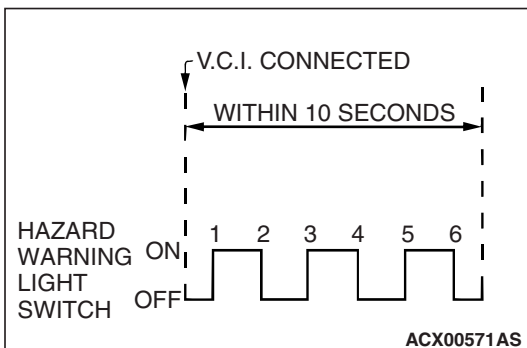 V.C.I. CONNECTED
WITHIN 10 SECONDS
1 2 3 4 5 6
HAZARD
WARNING
LIGHT
SWITCH
ON
OFF
ACX00571AS